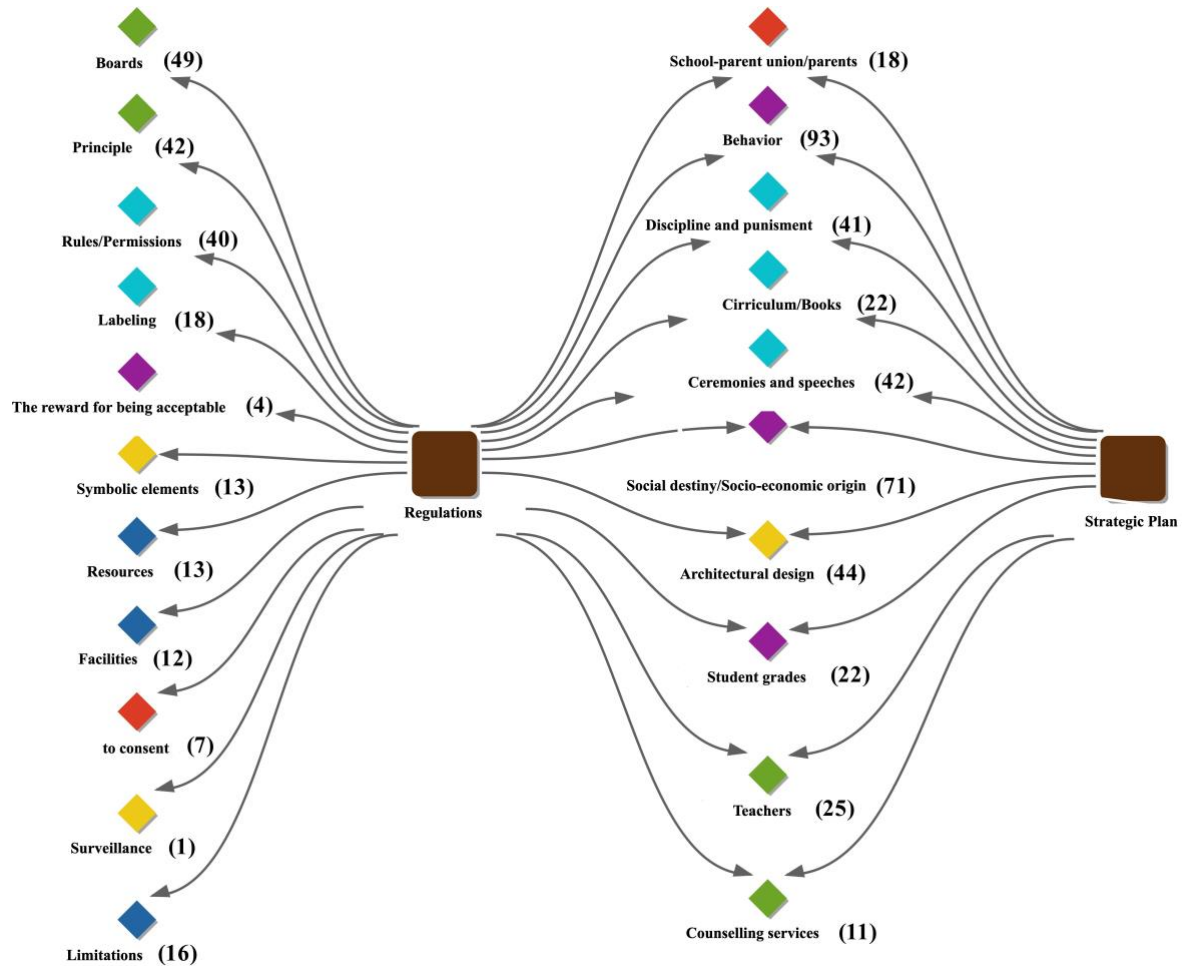 Boards (49)
Principle (42)
Rules/Permissions (40)
Labeling (18)
The reward for being acceptable (4)
Symbolic elements (13)
Resources (13)
Facilities (12)
to consent (7)
Surveillance (1)
Limitations (16)
Regulations
School-parent union/parents (18)
Behavior (93)
Discipline and punisment (41)
Cirriculum/Books (22)
Ceremonies and speeches (42)
Social destiny/Socio-economic origin (71)
Architectural design (44)
Student grades (22)
Teachers (25)
Counselling services (11)
Strategic Plan